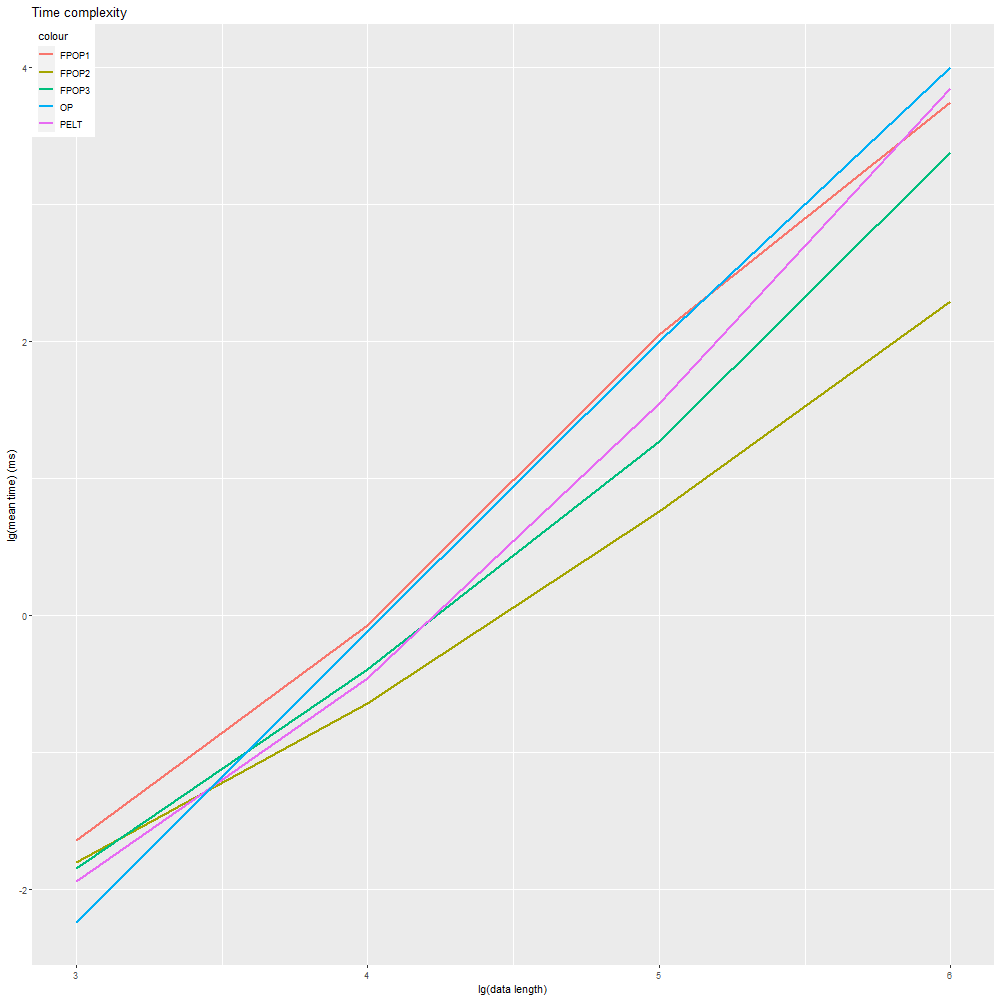 Time complexity
colour
FPOP1
FPOP2
FPOP3
OP
PELT
4
2
0
-2
lg(mean time) (ms)
3
4
5
6
lg(data length)